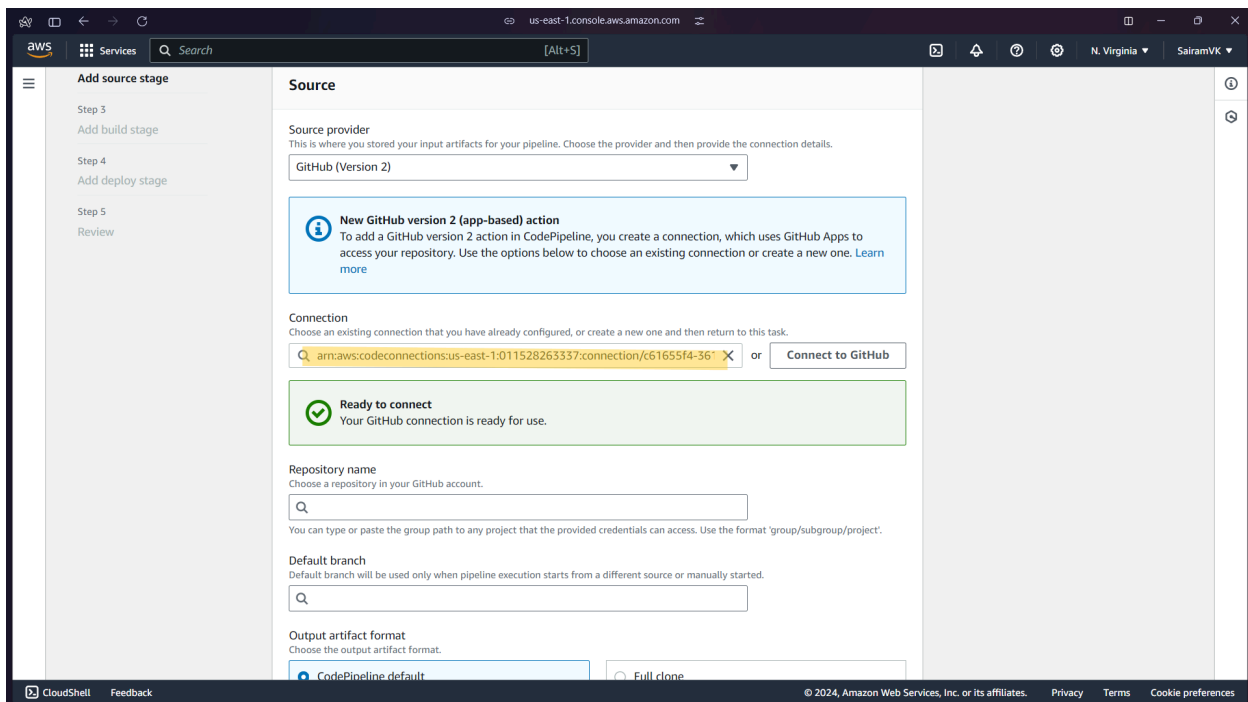 us-east-1.console.aws.amazon.com
aws
Services
Search
[Alt+S]
N. Virginia
SairamVK
Add source stage
Step 3
Add build stage
Step 4
Add deploy stage
Step 5
Review
Source
Source provider
This is where you stored your input artifacts for your pipeline. Choose the provider and then provide the connection details.
GitHub (Version 2)
New GitHub version 2 (app-based) action
To add a GitHub version 2 action in CodePipeline, you create a connection, which uses GitHub Apps to
access your repository. Use the options below to choose an existing connection or create a new one. Learn
more
Connection
Choose an existing connection that you have already configured, or create a new one and then return to this task.
arn:aws:codeconnections:us-east-1:011528263337:connection/c61655f4-36
or
Connect to GitHub
Ready to connect
Your GitHub connection is ready for use.
Repository name
Choose a repository in your GitHub account.
You can type or paste the group path to any project that the provided credentials can access. Use the format 'group/subgroup/project'.
Default branch
Default branch will be used only when pipeline execution starts from a different source or manually started.
Output artifact format
Choose the output artifact format.
CodePipeline default
Full clone
CloudShell
Feedback
© 2024, Amazon Web Services, Inc. or its affiliates.
Privacy
Terms
Cookie preferences